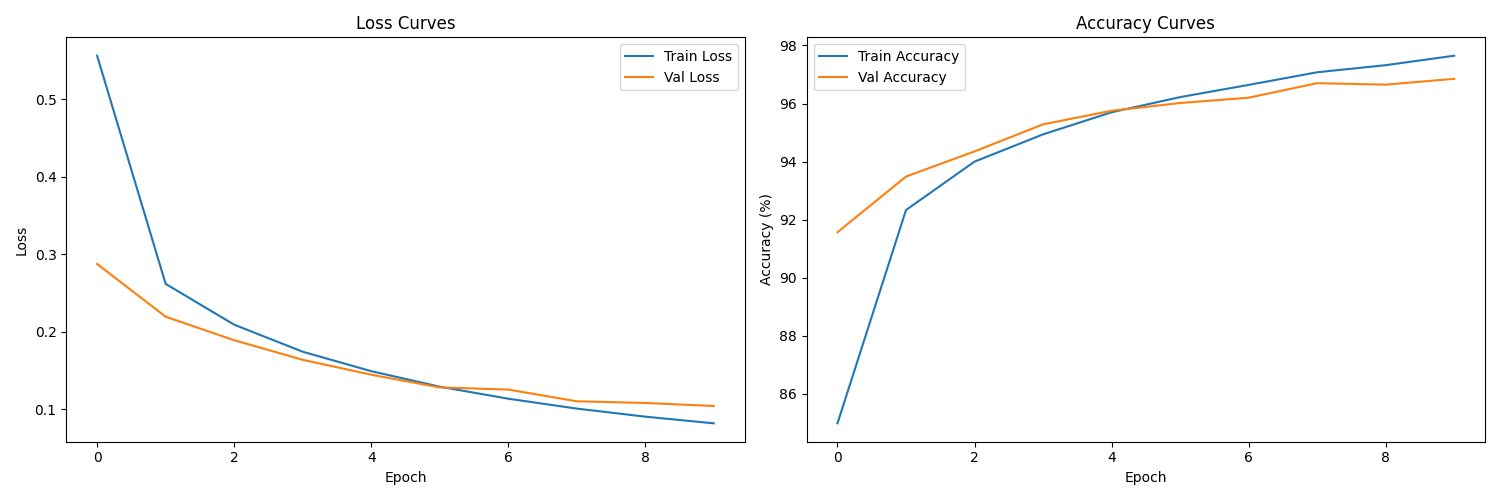 Loss Curves
Train Loss
Val Loss
0.5
0.4
0.3
0.2
0.1
Loss
0 2 4 6 8
Epoch
Accuracy Curves
Train Accuracy
Val Accuracy
98
96
94
92
90
88
86
Accuracy (%)
0 2 4 6 8
Epoch